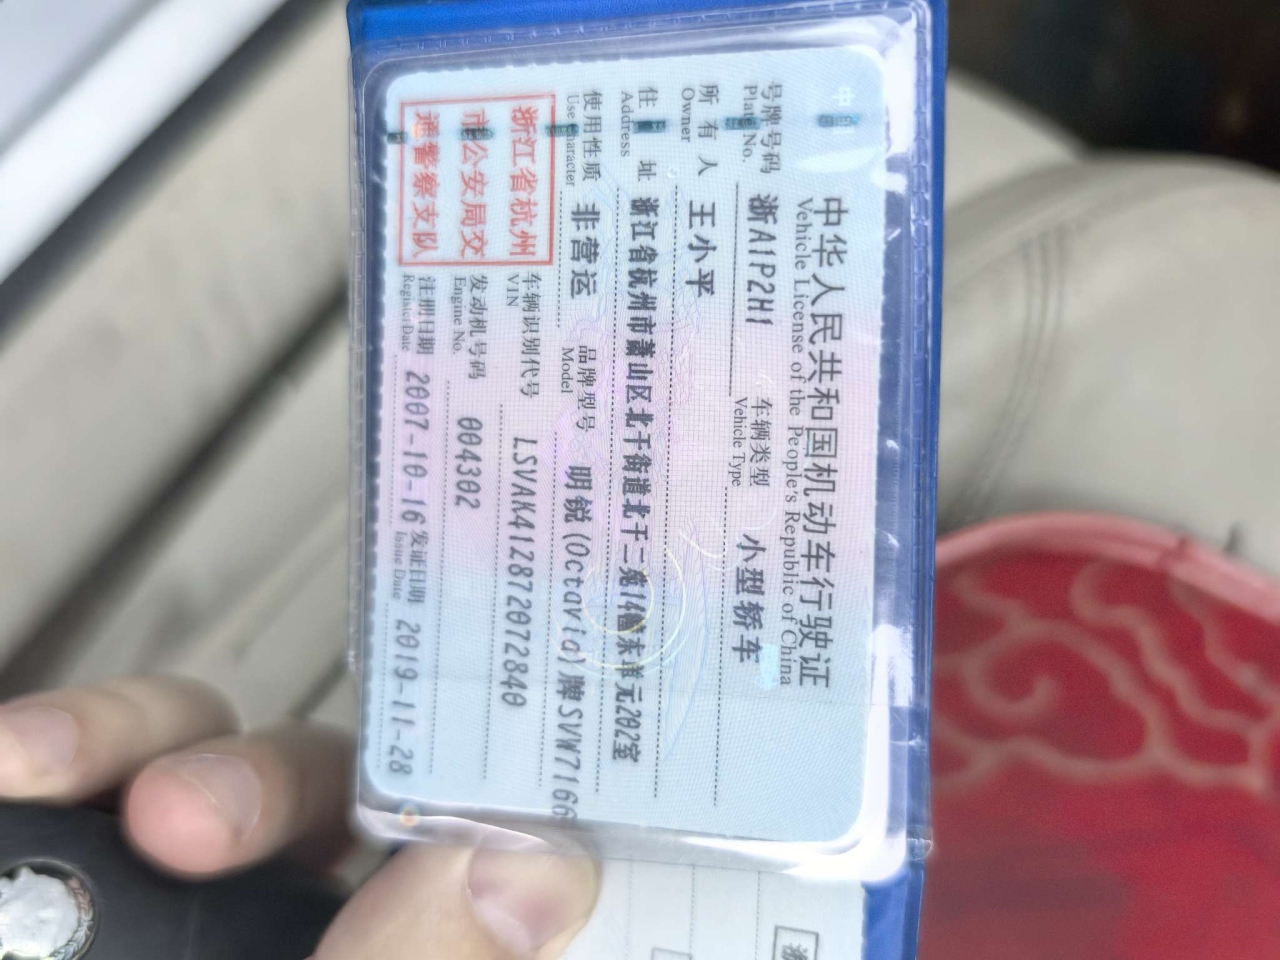 中华人民共和国机动车行驶证
Vehicle License of the People's Republic of China
号牌号码 浙A1P2H1 车辆类型 小型轿车
Plate No. Vehicle Type
所有人 王小平
Owner
住址 浙江省杭州市萧山区北干街道北干二苑14幢东单元202室
Address
使用性质 非营运 品牌型号 明锐(Octavia)牌SVW7166
Use Character Model
浙江省杭州
市公安局交
通警察支队
车辆识别代号 LSVAK412872072840
VIN
发动机号码 004302
Engine No.
注册日期 2007-10-16 发证日期 2019-11-28
Register Date Issue Date